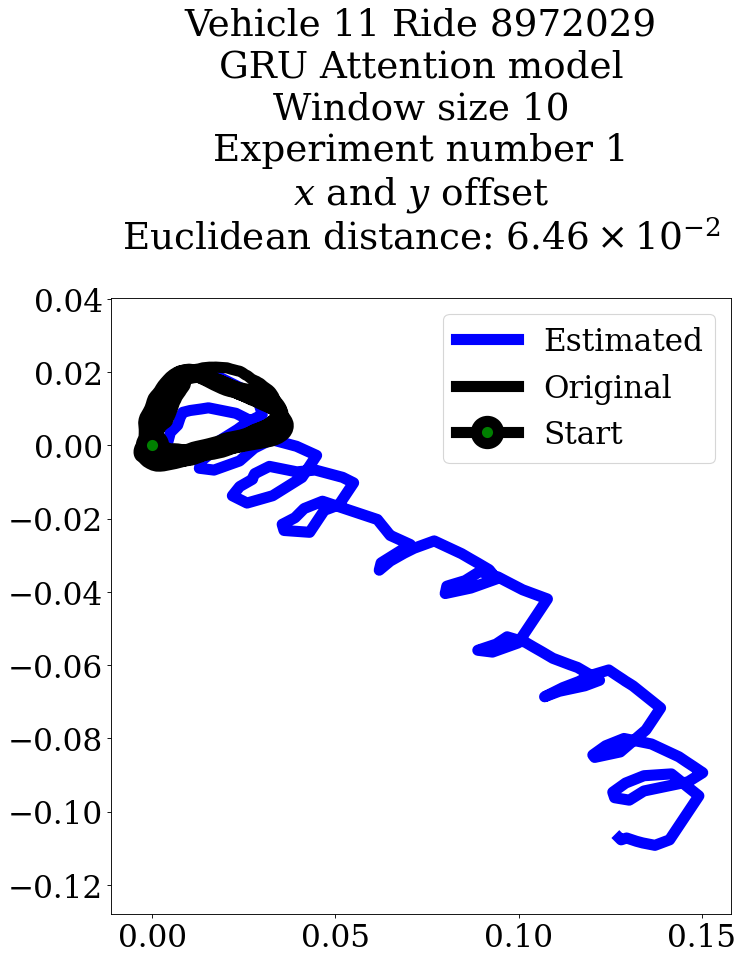 Vehicle 11 Ride 8972029
GRU Attention model
Window size 10
Experiment number 1
x and y offset
Euclidean distance: 6.46 × 10⁻²
0.04
0.02
0.00
−0.02
−0.04
−0.06
−0.08
−0.10
−0.12
Estimated
Original
Start
0.00 0.05 0.10 0.15